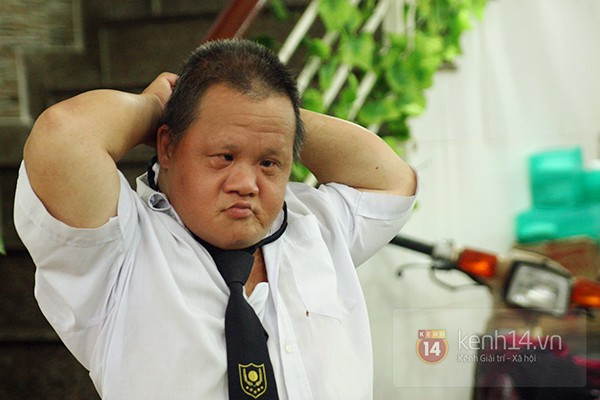 KENH
14
kenh14.vn
Kênh Giải trí - Xã hội